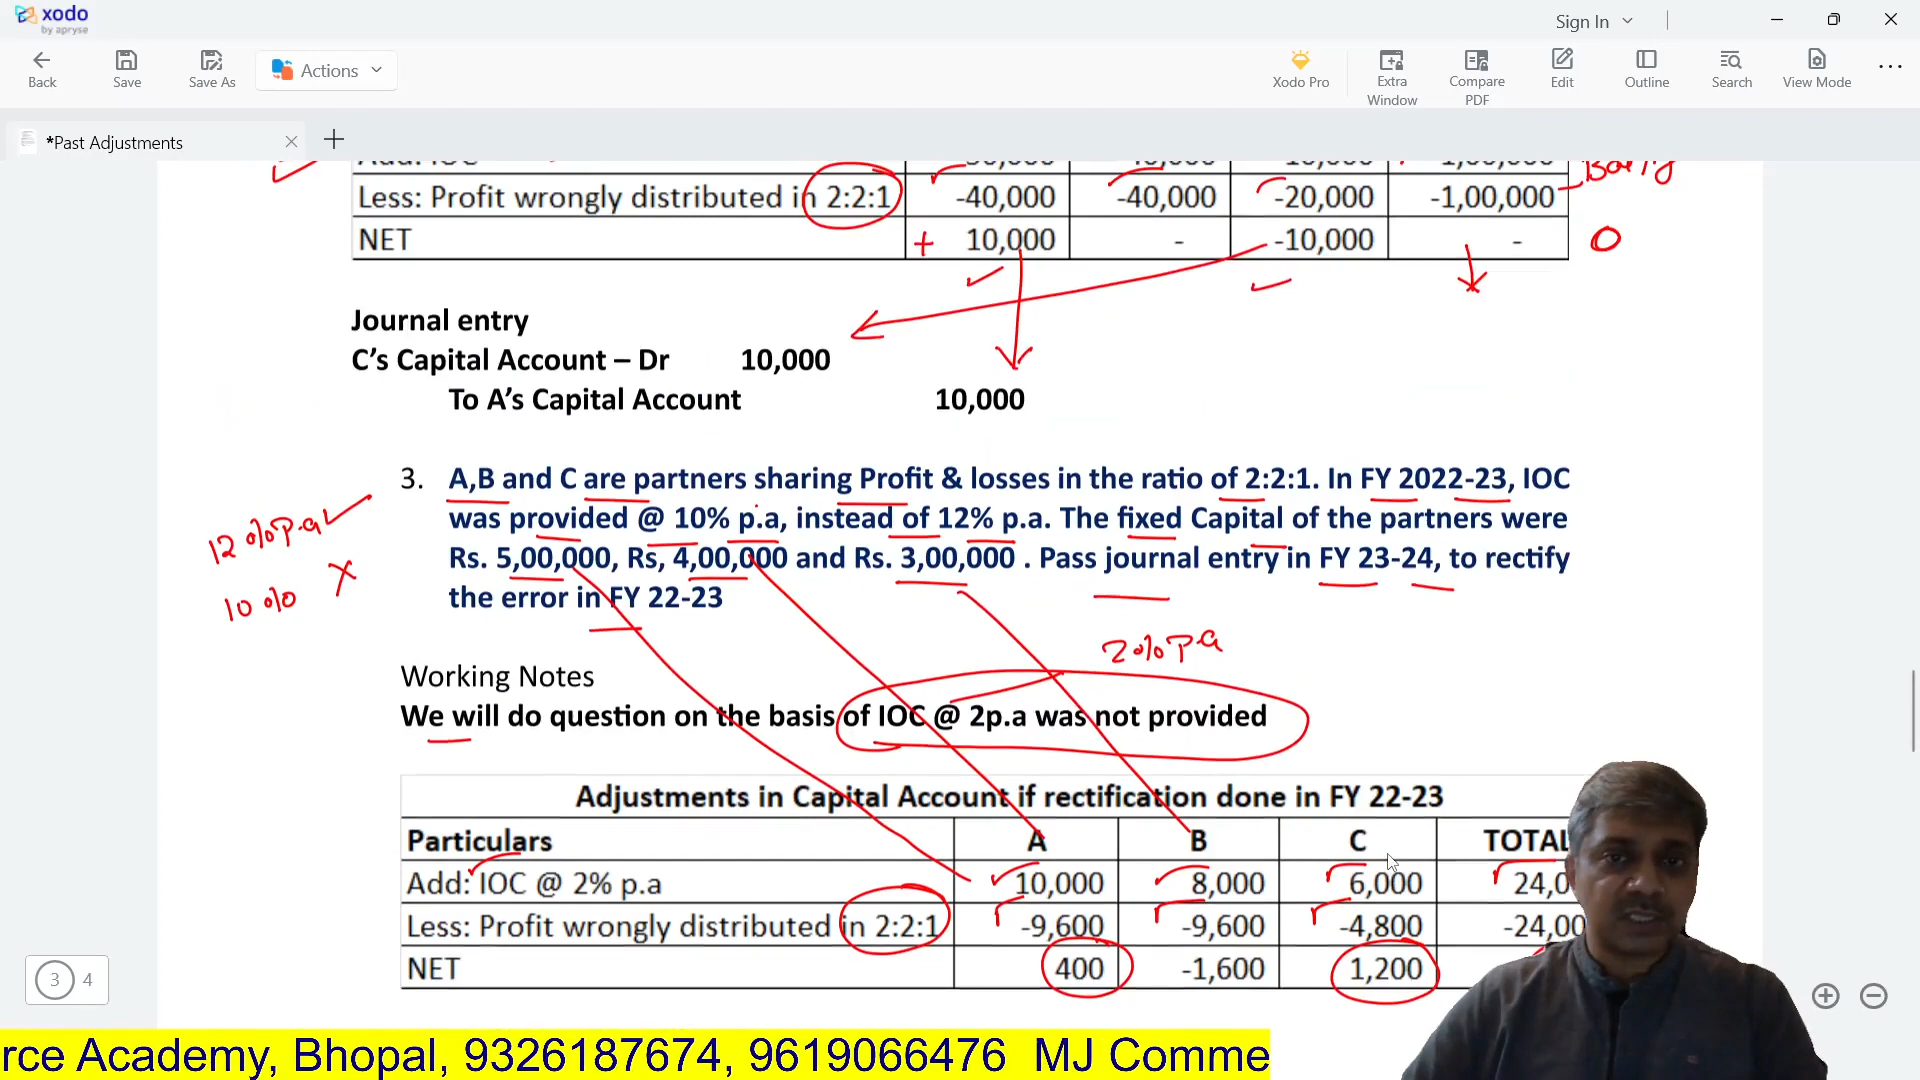 xodo
by apryse
Sign In
Back
Save
Save As
Actions
Xodo Pro
Extra Window
Compare PDF
Edit
Outline
Search
View Mode
*Past Adjustments
Less: Profit wrongly distributed in 2:2:1 -40,000 -40,000 -20,000 -1,00,000
NET + 10,000 - -10,000 - 0
Journal entry
C's Capital Account – Dr 10,000
To A's Capital Account 10,000
3. A,B and C are partners sharing Profit & losses in the ratio of 2:2:1. In FY 2022-23, IOC
was provided @ 10% p.a, instead of 12% p.a. The fixed Capital of the partners were
Rs. 5,00,000, Rs, 4,00,000 and Rs. 3,00,000 . Pass journal entry in FY 23-24, to rectify
the error in FY 22-23
12%p.a
10%
2%p.a
Working Notes
We will do question on the basis of IOC @ 2p.a was not provided
Adjustments in Capital Account if rectification done in FY 22-23
Particulars A B C TOTAL
Add: IOC @ 2% p.a 10,000 8,000 6,000 24,0
Less: Profit wrongly distributed in 2:2:1 -9,600 -9,600 -4,800 -24,00
NET 400 -1,600 1,200
3 4
rce Academy, Bhopal, 9326187674, 9619066476 MJ Comme